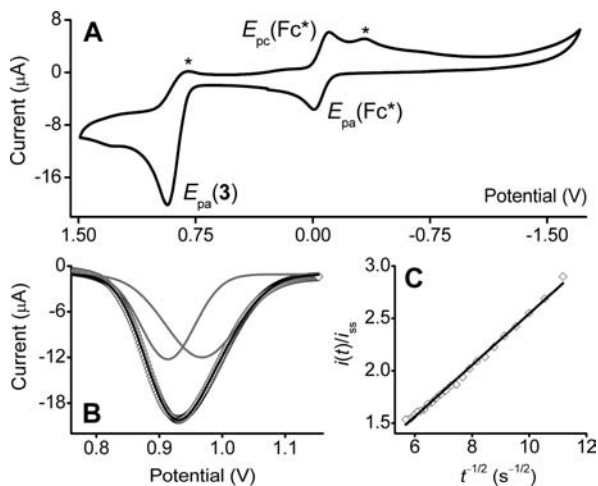 A
8
0
-8
-16
Current (μA)
*
E_pc(Fc*)
*
E_pa(Fc*)
E_pa(3)
Potential (V)
1.50
0.75
0.00
-0.75
-1.50
B
0
-6
-12
-18
Current (μA)
0.8
0.9
1.0
1.1
Potential (V)
C
3.0
2.5
2.0
1.5
i(t)/i_ss
6
8
10
12
t^-1/2 (s^-1/2)